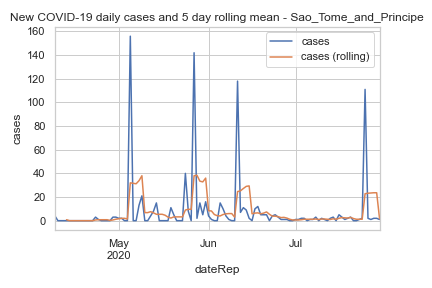 New COVID-19 daily cases and 5 day rolling mean - Sao_Tome_and_Principe
cases
cases (rolling)
160
140
120
100
80
60
40
20
0
cases
May
2020
Jun
Jul
dateRep